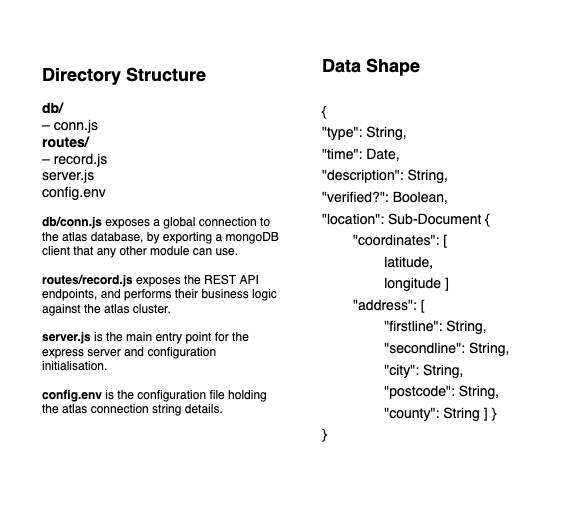 Directory Structure
db/
– conn.js
routes/
– record.js
server.js
config.env
db/conn.js exposes a global connection to
the atlas database, by exporting a mongoDB
client that any other module can use.
routes/record.js exposes the REST API
endpoints, and performs their business logic
against the atlas cluster.
server.js is the main entry point for the
express server and configuration
initialisation.
config.env is the configuration file holding
the atlas connection string details.
Data Shape
{
"type": String,
"time": Date,
"description": String,
"verified?": Boolean,
"location": Sub-Document {
"coordinates": [
latitude,
longitude ]
"address": [
"firstline": String,
"secondline": String,
"city": String,
"postcode": String,
"county": String ] }
}